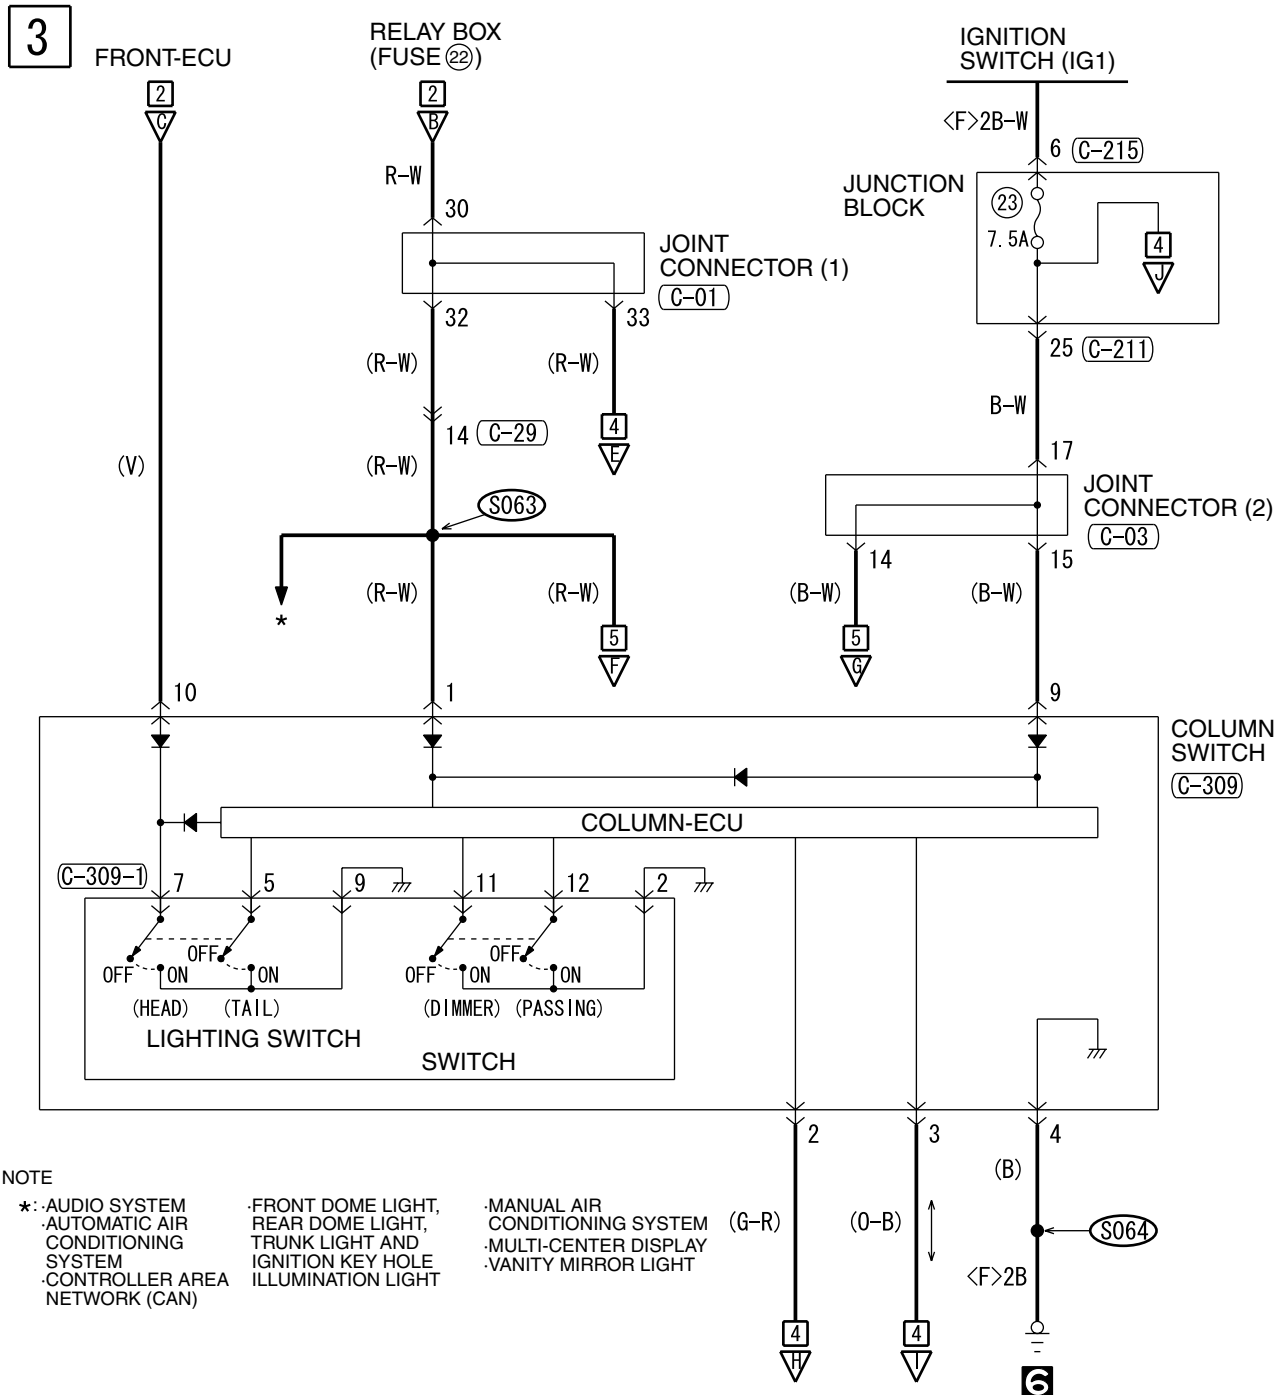 3
FRONT-ECU
2
C
RELAY BOX
(FUSE 22)
2
B
IGNITION
SWITCH (IG1)
R-W
<F>2B-W
30
6 (C-215)
JUNCTION
BLOCK
23
7.5A
4
J
JOINT
CONNECTOR (1)
C-01
32
33
25 C-211
(R-W)
(R-W)
B-W
14 C-29
4
E
17
(V)
(R-W)
S063
JOINT
CONNECTOR (2)
C-03
14
15
*
(R-W)
(R-W)
(B-W)
(B-W)
5
F
5
G
10
1
9
COLUMN
SWITCH
C-309
COLUMN-ECU
C-309-1
7
5
9
11
12
2
OFF
ON
OFF
ON
OFF
ON
OFF
ON
(HEAD)
(TAIL)
(DIMMER)
(PASSING)
LIGHTING SWITCH
SWITCH
2
3
4
(B)
(G-R)
(O-B)
S064
<F>2B
4
H
4
I
6
NOTE
*:·AUDIO SYSTEM
·AUTOMATIC AIR
CONDITIONING
SYSTEM
·CONTROLLER AREA
NETWORK (CAN)
·FRONT DOME LIGHT,
REAR DOME LIGHT,
TRUNK LIGHT AND
IGNITION KEY HOLE
ILLUMINATION LIGHT
·MANUAL AIR
CONDITIONING SYSTEM
·MULTI-CENTER DISPLAY
·VANITY MIRROR LIGHT